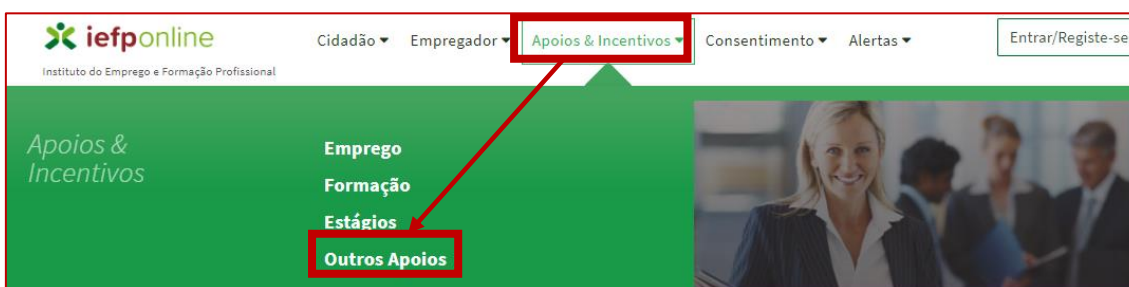 iefponline
Instituto do Emprego e Formação Profissional
Cidadão Empregador Apoios & Incentivos Consentimento Alertas Entrar/Registe-se
Apoios &
Incentivos
Emprego
Formação
Estágios
Outros Apoios